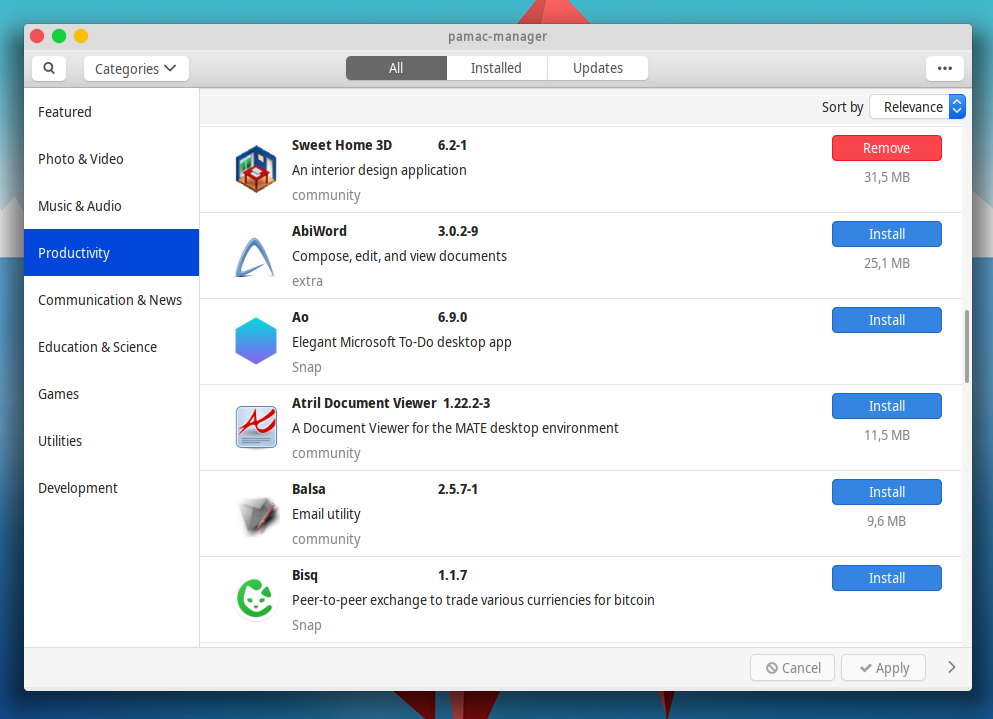 pamac-manager
Categories
All
Installed
Updates
Featured
Photo & Video
Music & Audio
Productivity
Communication & News
Education & Science
Games
Utilities
Development
Sort by Relevance
Sweet Home 3D 6.2-1
An interior design application
community
Remove
31,5 MB
AbiWord 3.0.2-9
Compose, edit, and view documents
extra
Install
25,1 MB
Ao 6.9.0
Elegant Microsoft To-Do desktop app
Snap
Install
Atril Document Viewer 1.22.2-3
A Document Viewer for the MATE desktop environment
community
Install
11,5 MB
Balsa 2.5.7-1
Email utility
community
Install
9,6 MB
Bisq 1.1.7
Peer-to-peer exchange to trade various curriencies for bitcoin
Snap
Install
Cancel
Apply